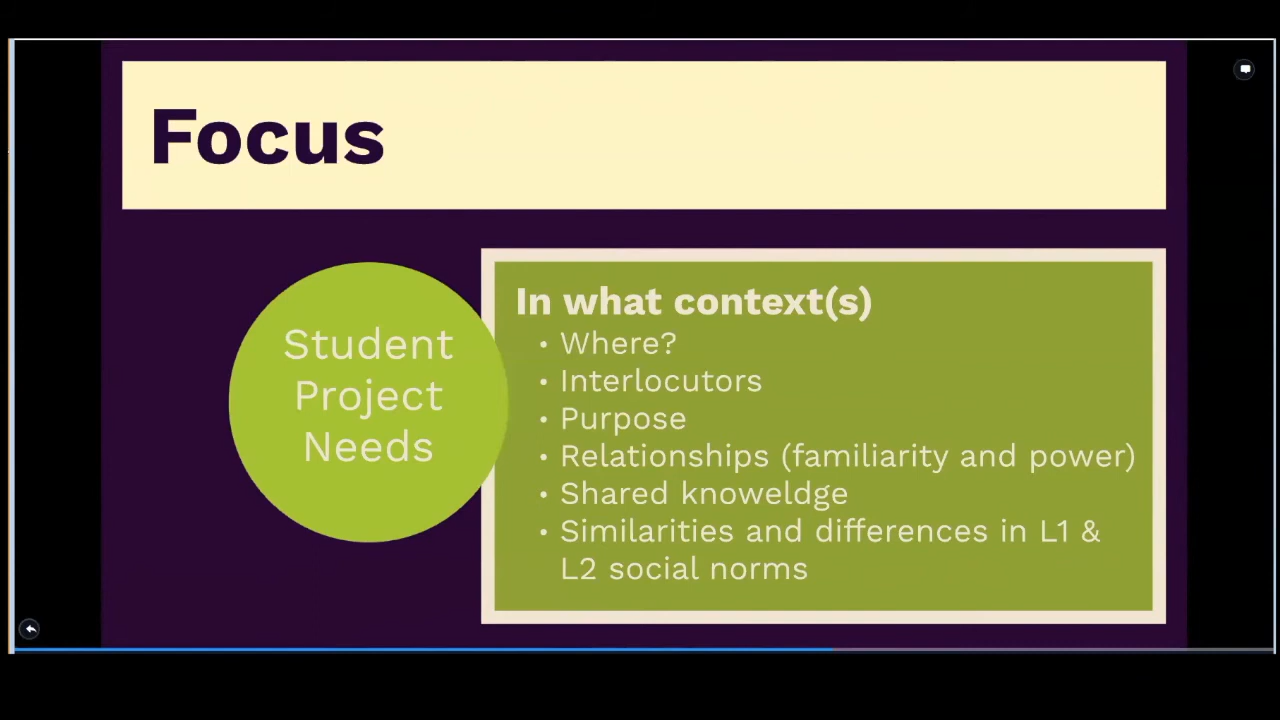 Focus
Student
Project
Needs
In what context(s)
• Where?
• Interlocutors
• Purpose
• Relationships (familiarity and power)
• Shared knoweldge
• Similarities and differences in L1 &
L2 social norms